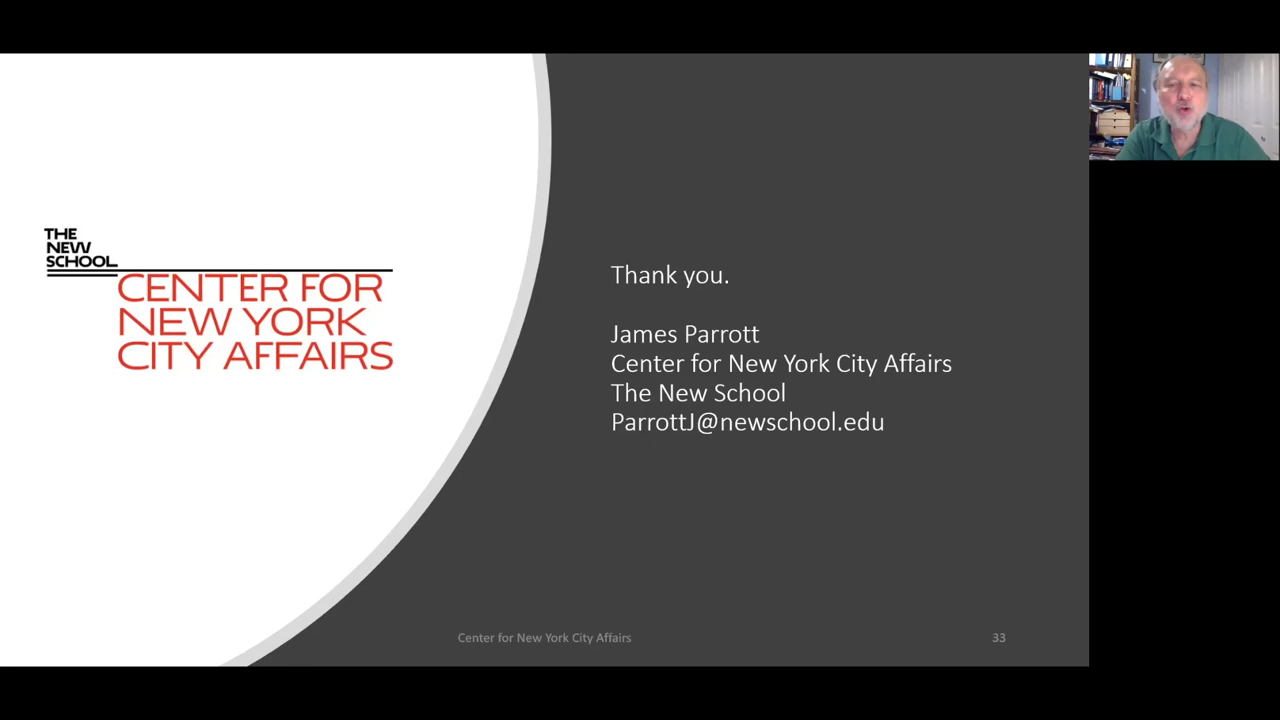 THE
NEW
SCHOOL
CENTER FOR
NEW YORK
CITY AFFAIRS
Thank you.
James Parrott
Center for New York City Affairs
The New School
ParrottJ@newschool.edu
Center for New York City Affairs
33